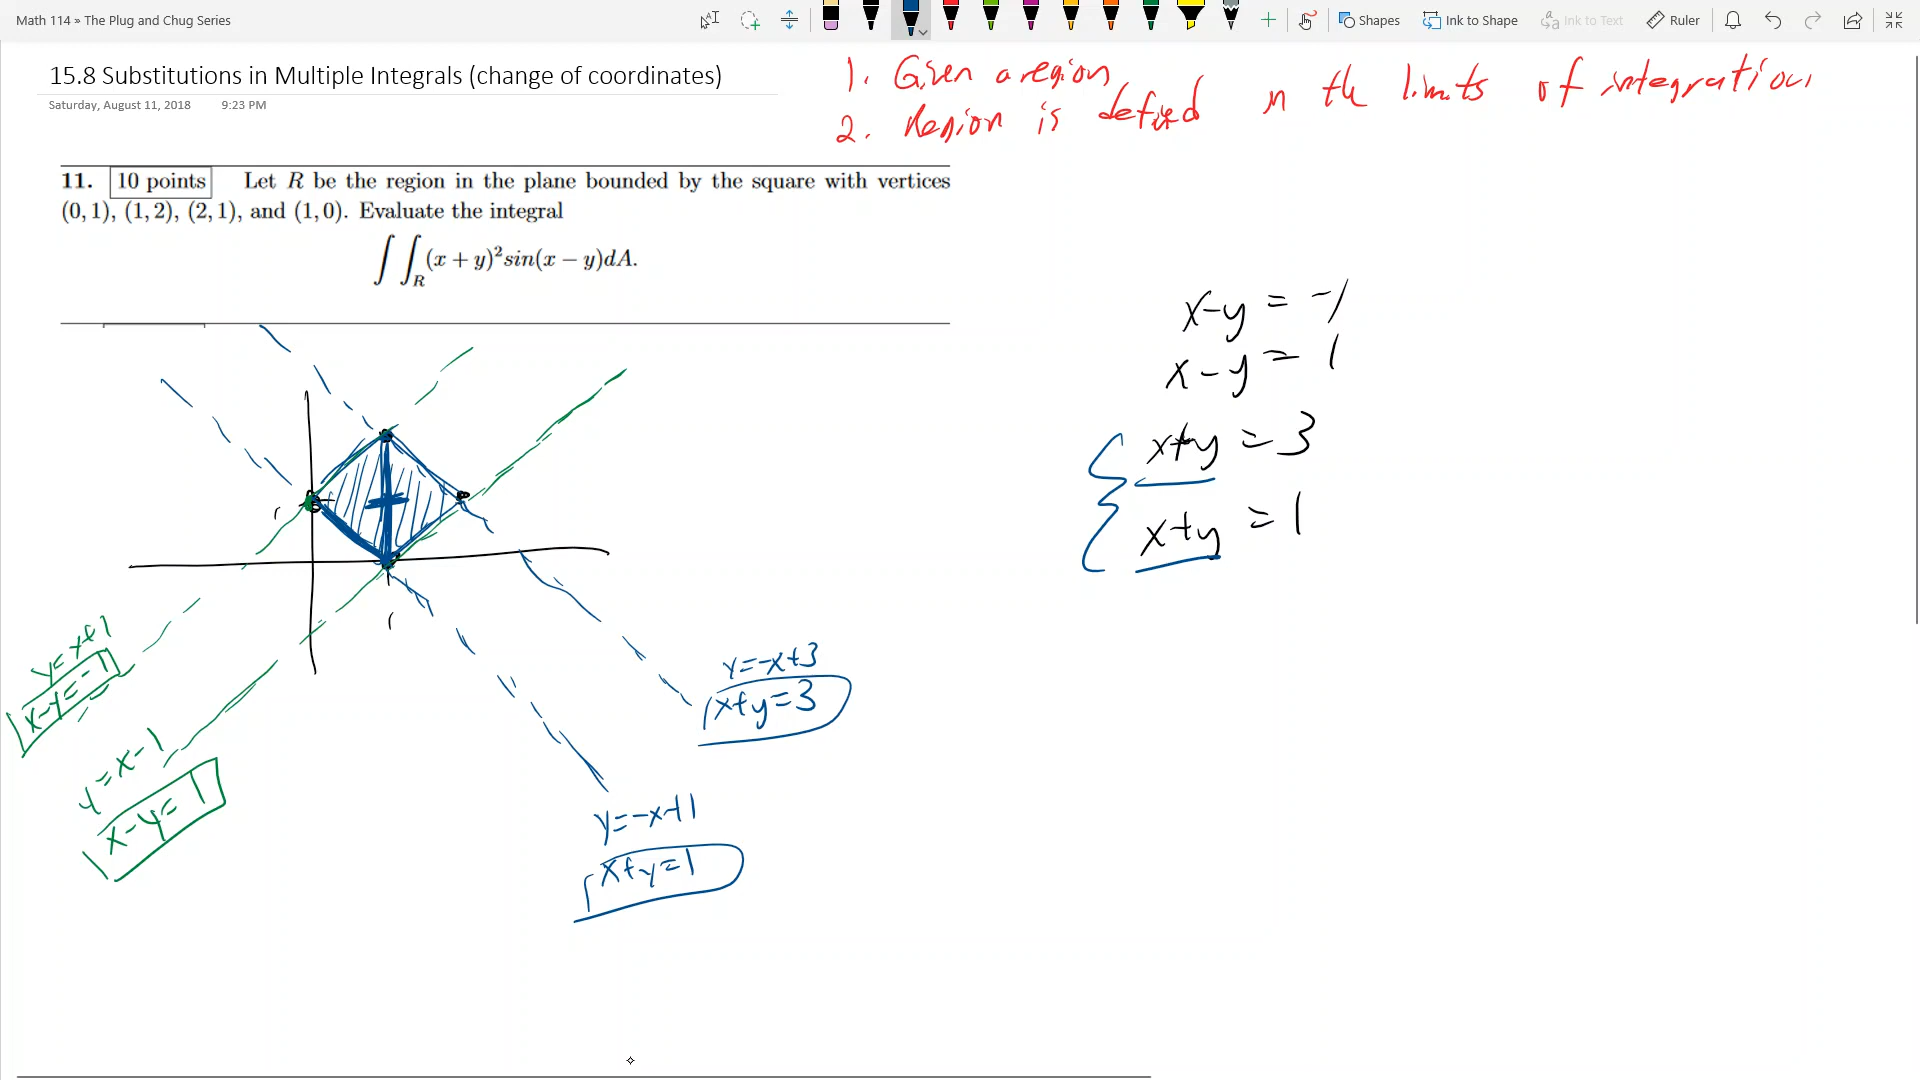 Math 114 » The Plug and Chug Series
Shapes
Ink to Shape
Ink to Text
Ruler
15.8 Substitutions in Multiple Integrals (change of coordinates)
Saturday, August 11, 2018 9:23 PM
1. Given a region
2. Region is defined in the limits of integration
11. 10 points Let R be the region in the plane bounded by the square with vertices
(0, 1), (1, 2), (2, 1), and (1, 0). Evaluate the integral
∫∫_R (x + y)² sin(x − y)dA.
x-y = -1
x-y = 1
x+y = 3
x+y = 1
1
1
y=x+1
x-y=-1
y=x-1
x-y=1
y=-x+3
x+y=3
y=-x+1
x+y=1